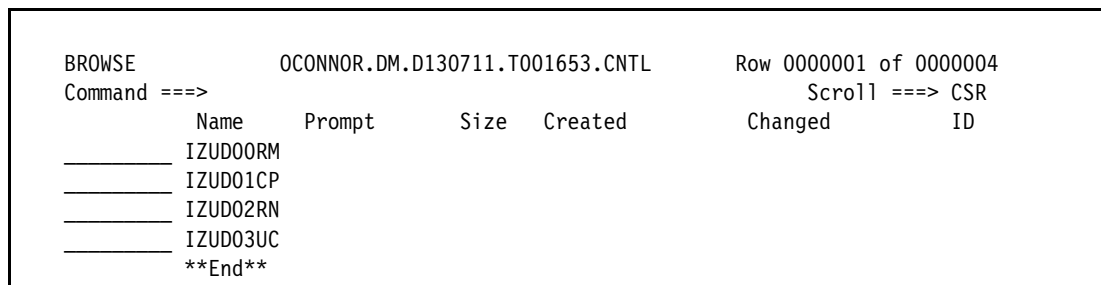 BROWSE OCONNOR.DM.D130711.T001653.CNTL Row 0000001 of 0000004
Command ===> Scroll ===> CSR
Name Prompt Size Created Changed ID
_________ IZUD00RM
_________ IZUD01CP
_________ IZUD02RN
_________ IZUD03UC
**End**